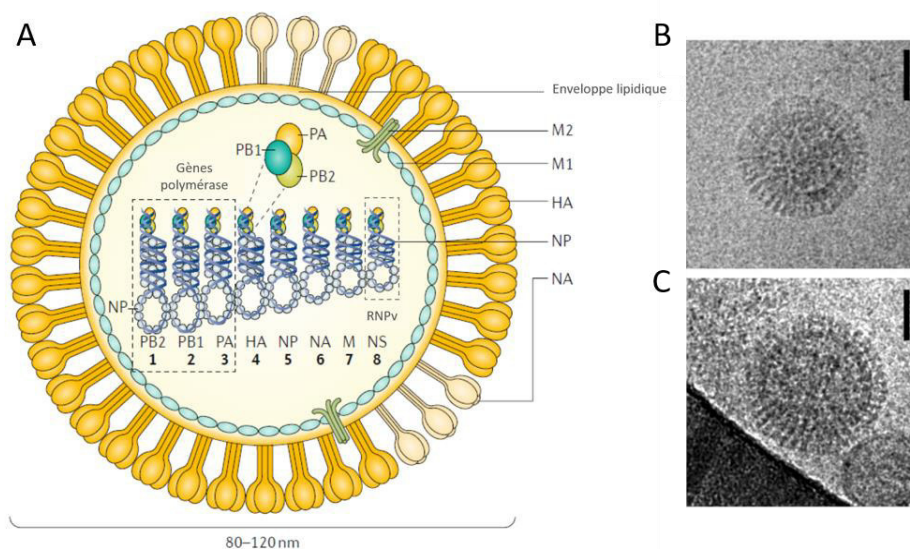 A
B
Enveloppe lipidique
M2
PA
PB1
M1
PB2
Gènes
polymérase
HA
NP
NA
C
NP
RNPv
PB2 PB1 PA HA NP NA M NS
1 2 3 4 5 6 7 8
80–120 nm